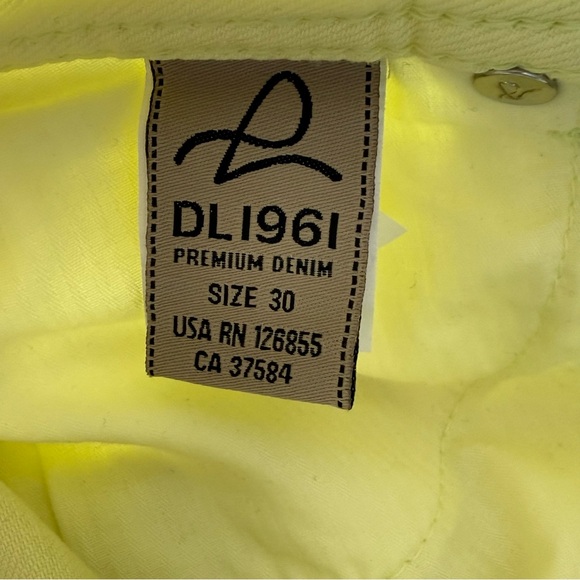 DL1961
PREMIUM DENIM
SIZE 30
USA RN 126855
CA 37584